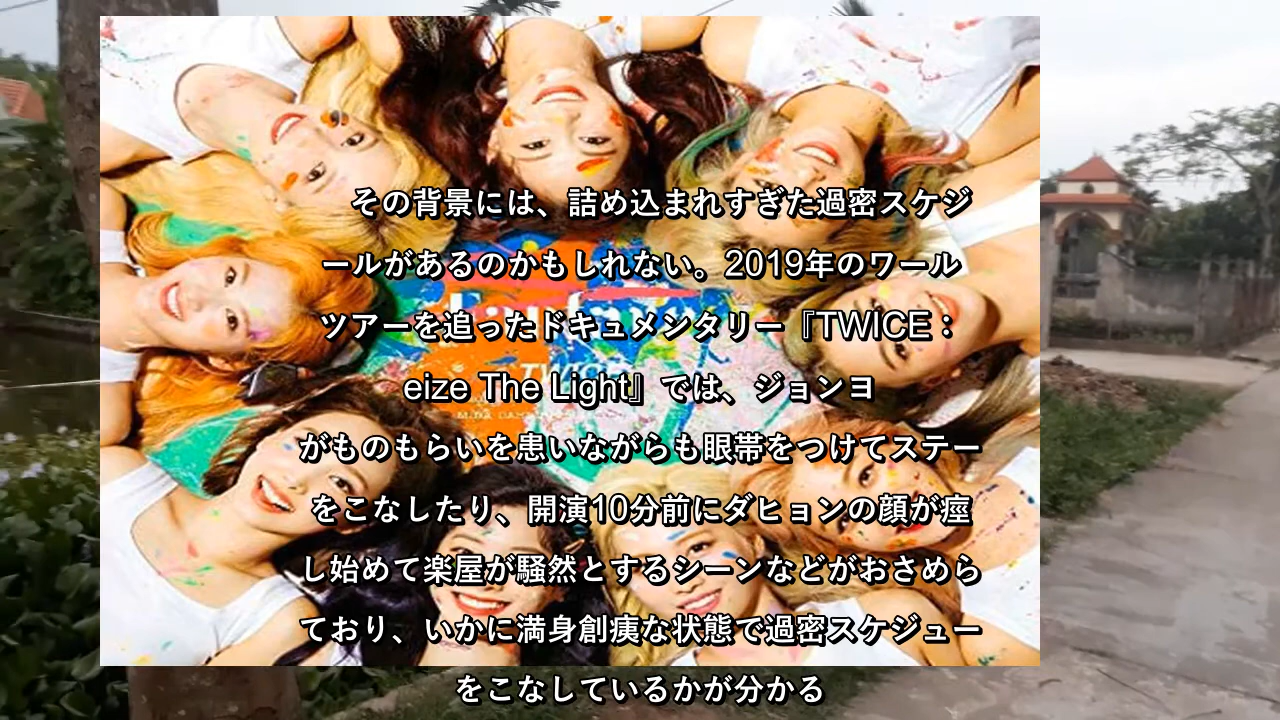 その背景には、詰め込まれすぎた過密スケジ
ールがあるのかもしれない。2019年のワール
ツアーを追ったドキュメンタリー『TWICE：
eize The Light』では、ジョンヨ
がものもらいを患いながらも眼帯をつけてステー
をこなしたり、開演10分前にダヒョンの顔が痙
し始めて楽屋が騒然とするシーンなどがおさめら
ており、いかに満身創痍な状態で過密スケジュー
をこなしているかが分かる